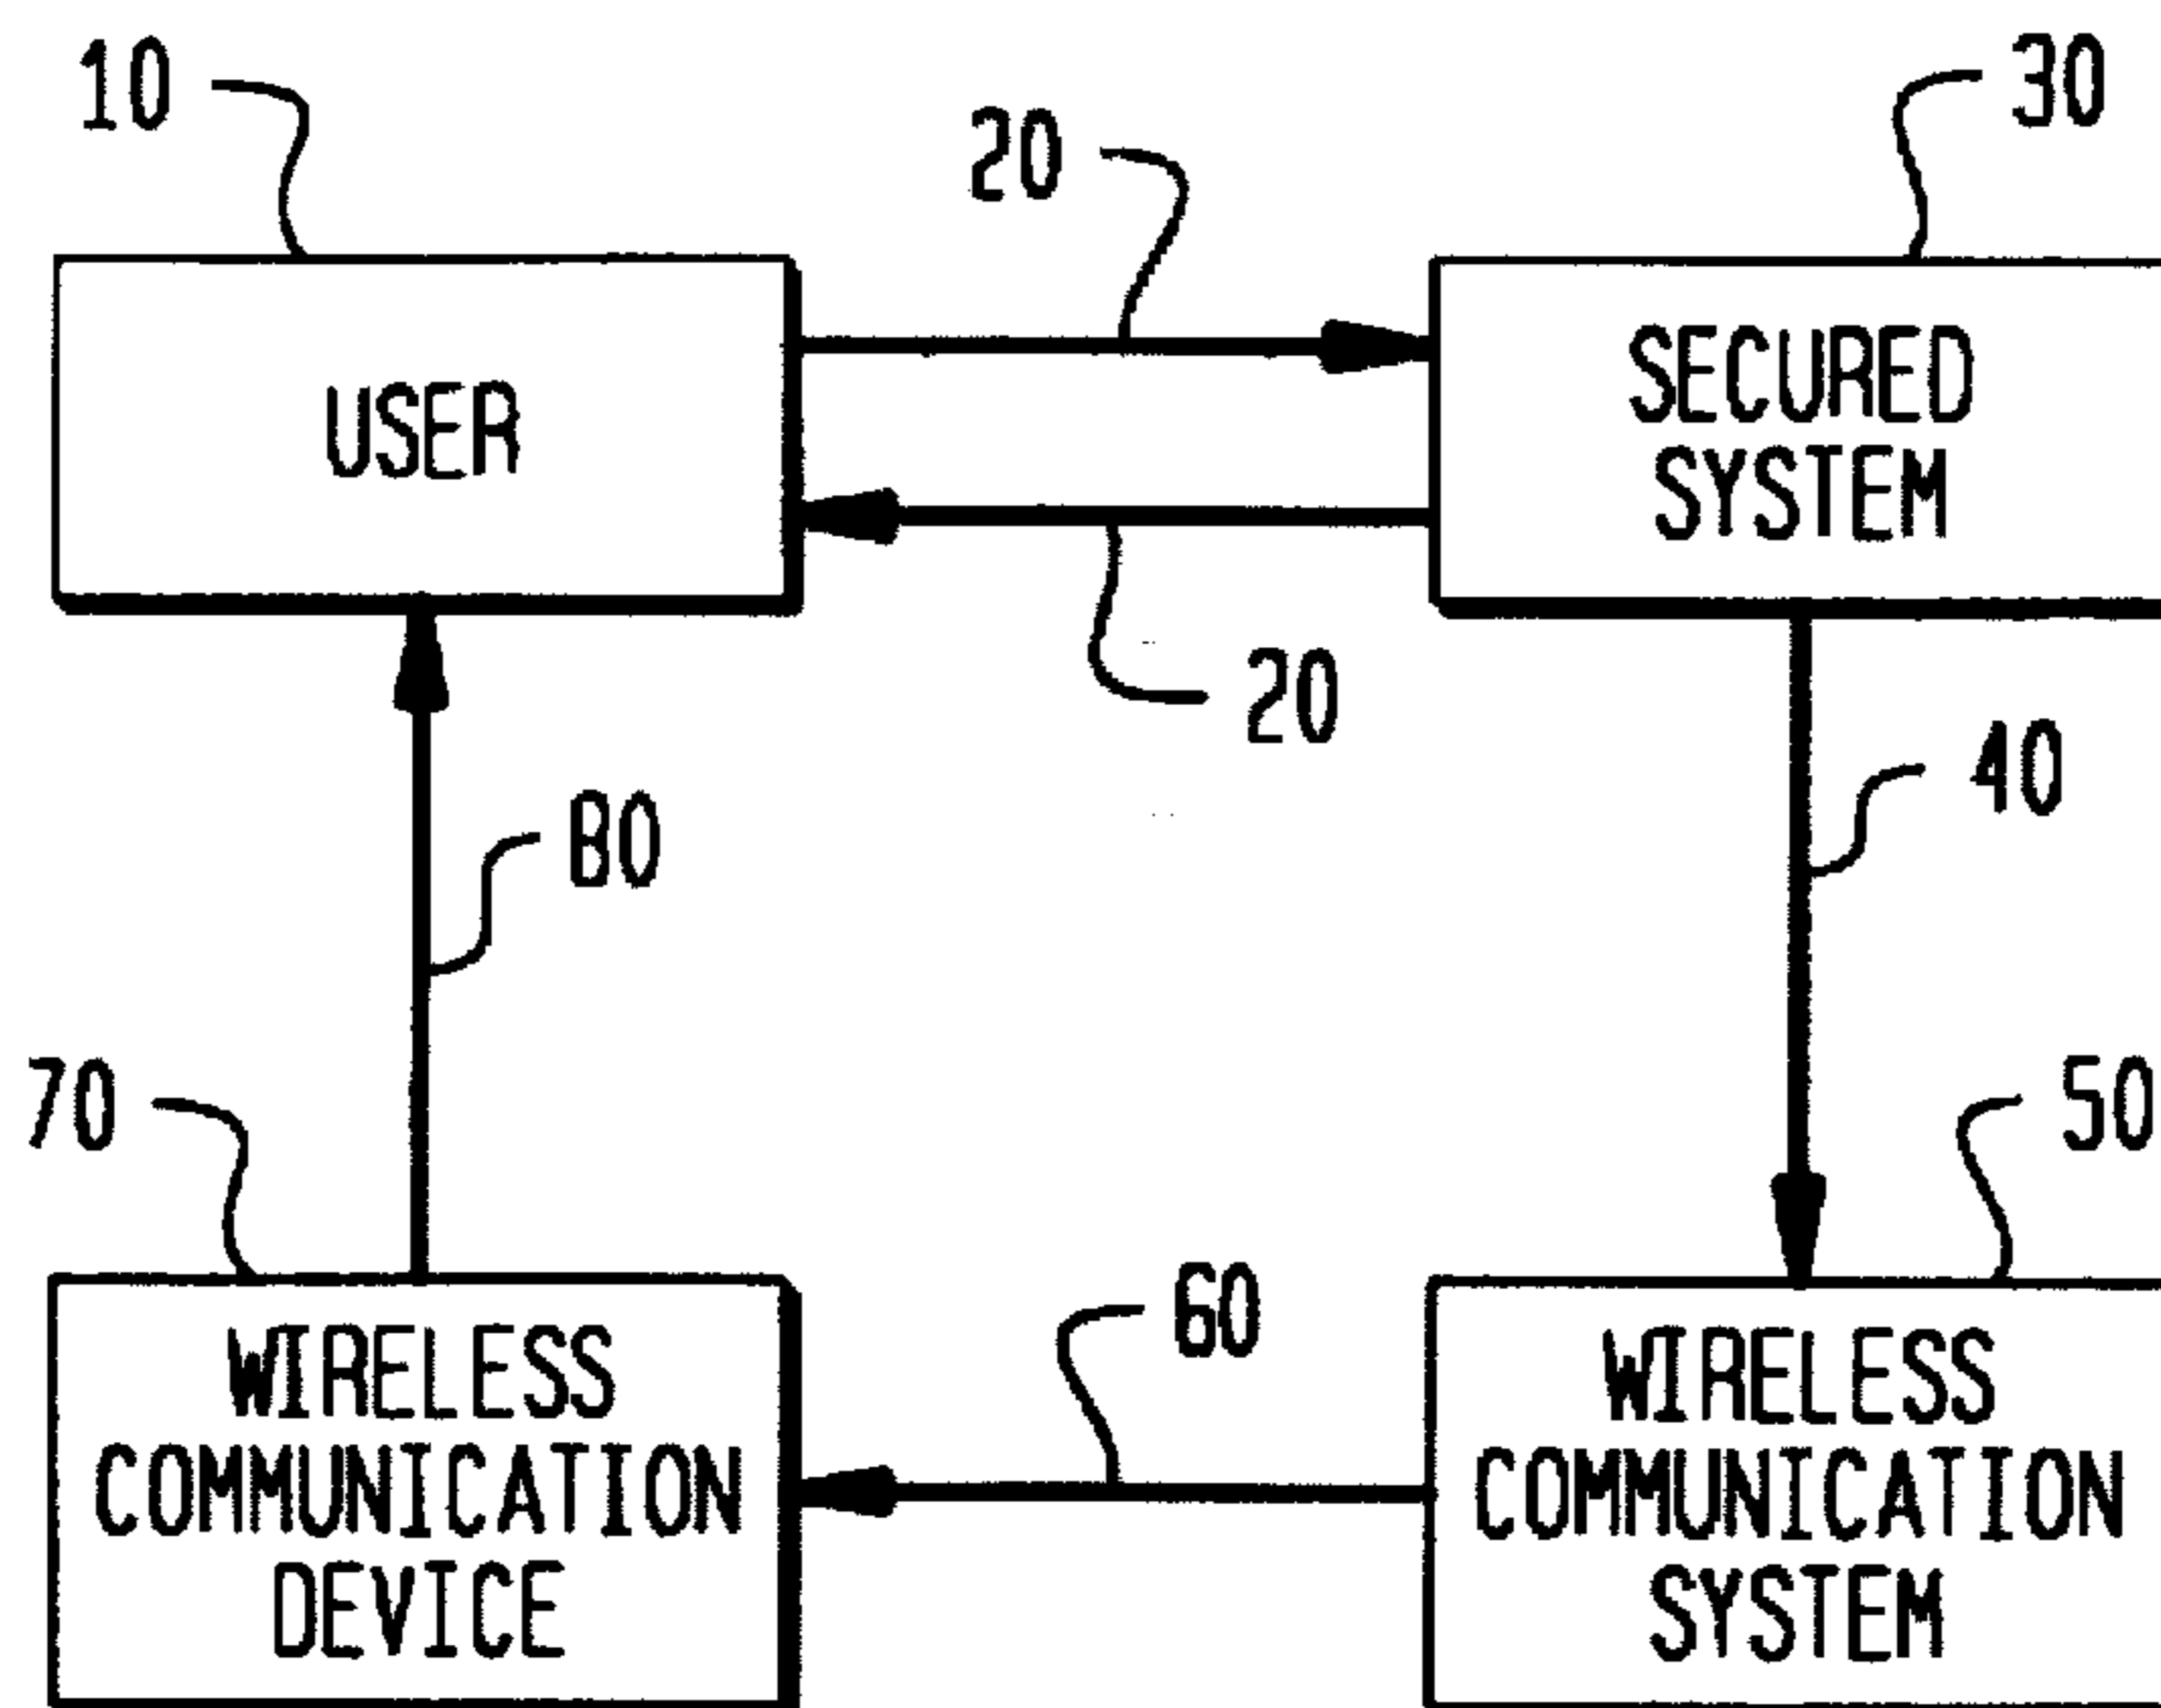 10
20
30
USER
SECURED
SYSTEM
20
40
80
70
50
60
WIRELESS
COMMUNICATION
DEVICE
WIRELESS
COMMUNICATION
SYSTEM